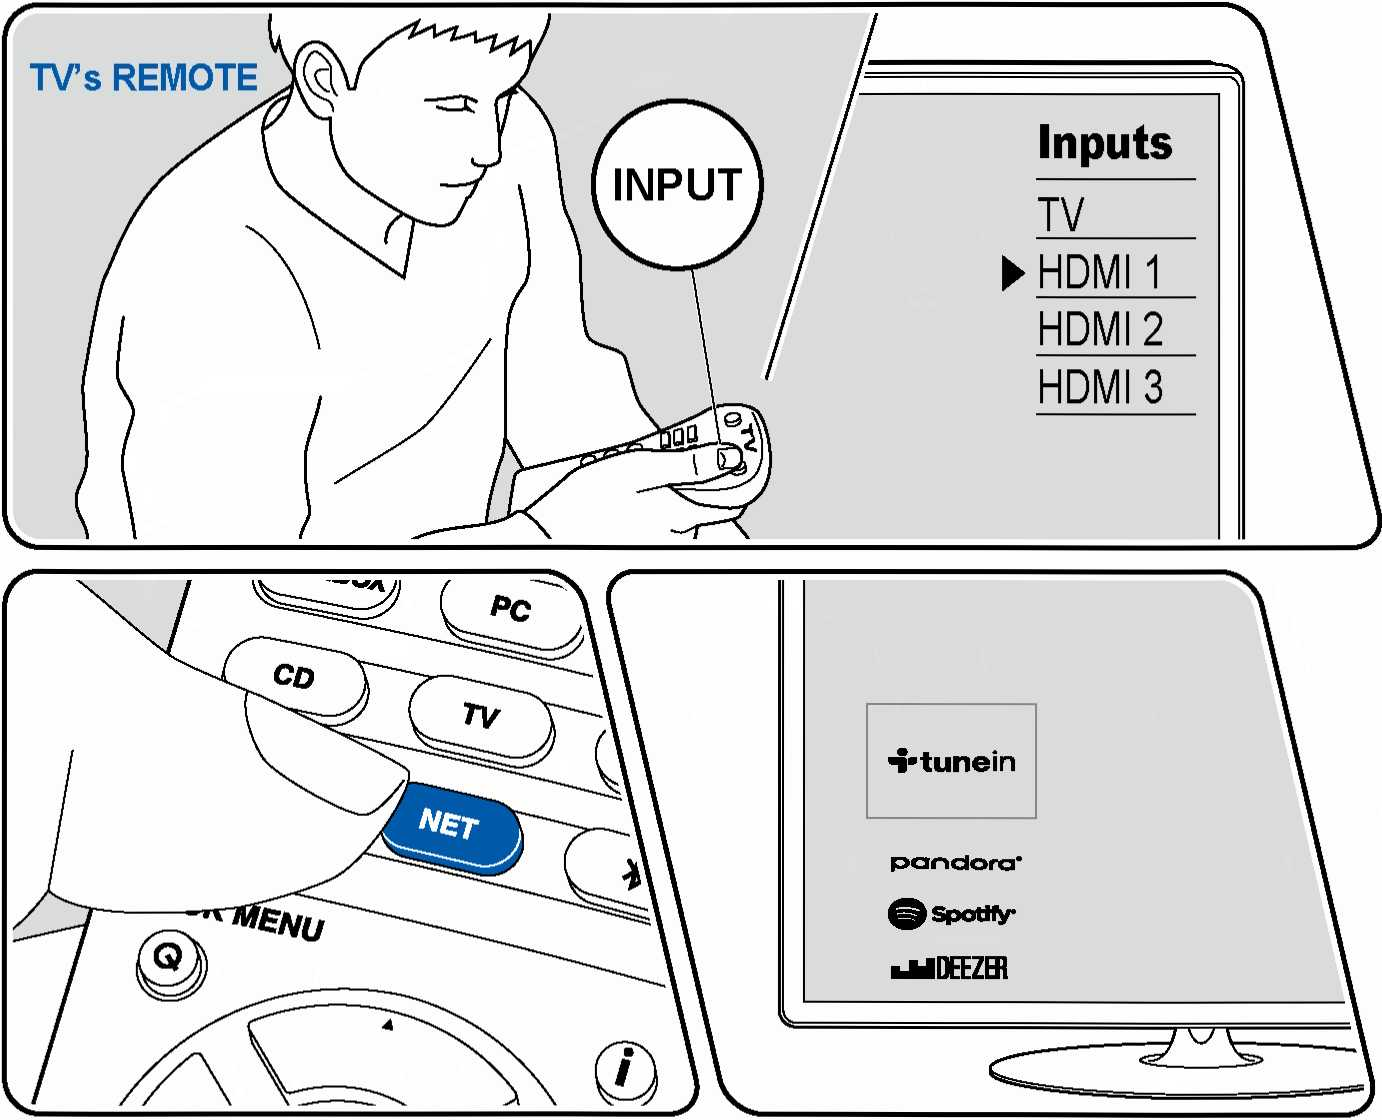 TV's REMOTE
INPUT
TV
Inputs
TV
HDMI 1
HDMI 2
HDMI 3
PC
CD
TV
NET
MENU
Q
i
tunein
pandora
Spotify
DEEZER